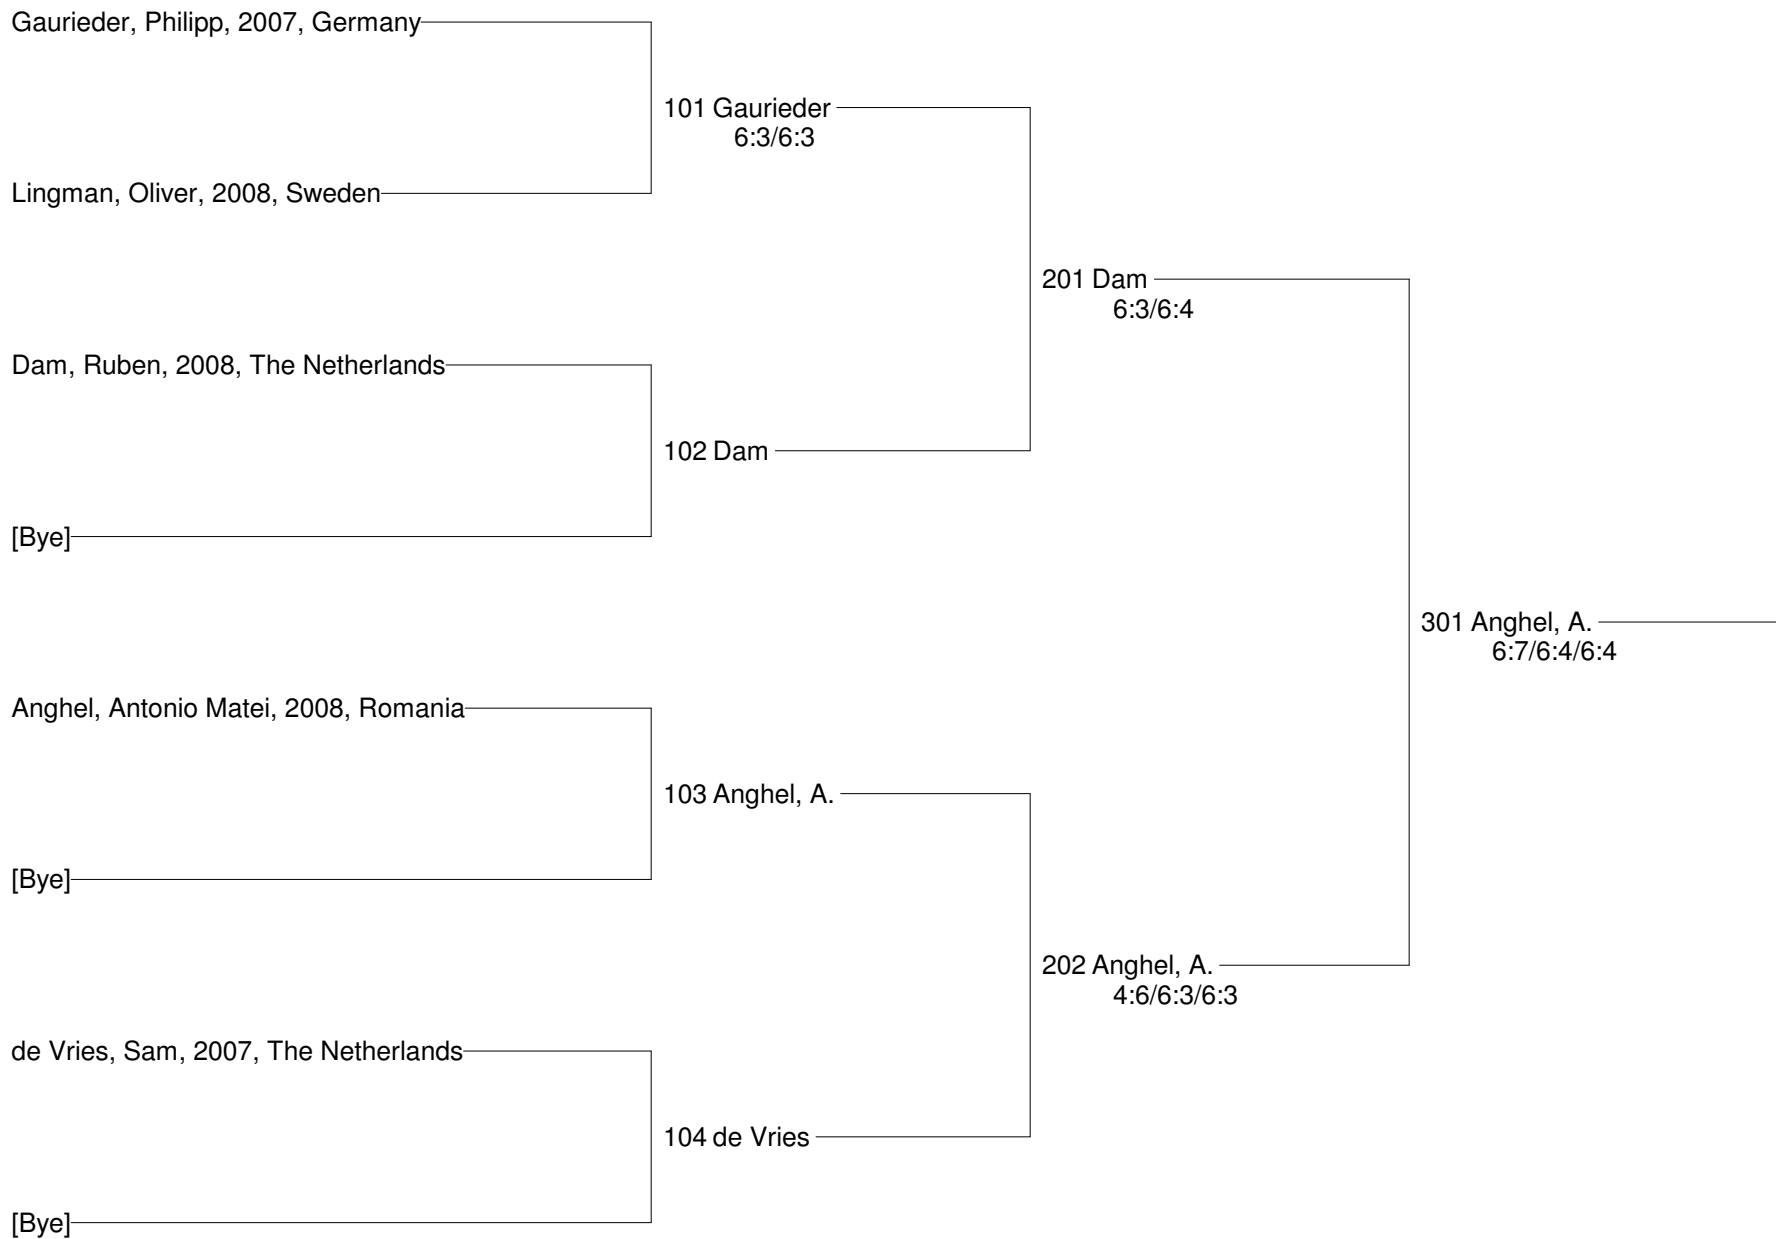 Gaurieder, Philipp, 2007, Germany
101 Gaurieder
6:3/6:3
Lingman, Oliver, 2008, Sweden
201 Dam
6:3/6:4
Dam, Ruben, 2008, The Netherlands
102 Dam
[Bye]
301 Anghel, A.
6:7/6:4/6:4
Anghel, Antonio Matei, 2008, Romania
103 Anghel, A.
[Bye]
202 Anghel, A.
4:6/6:3/6:3
de Vries, Sam, 2007, The Netherlands
104 de Vries
[Bye]